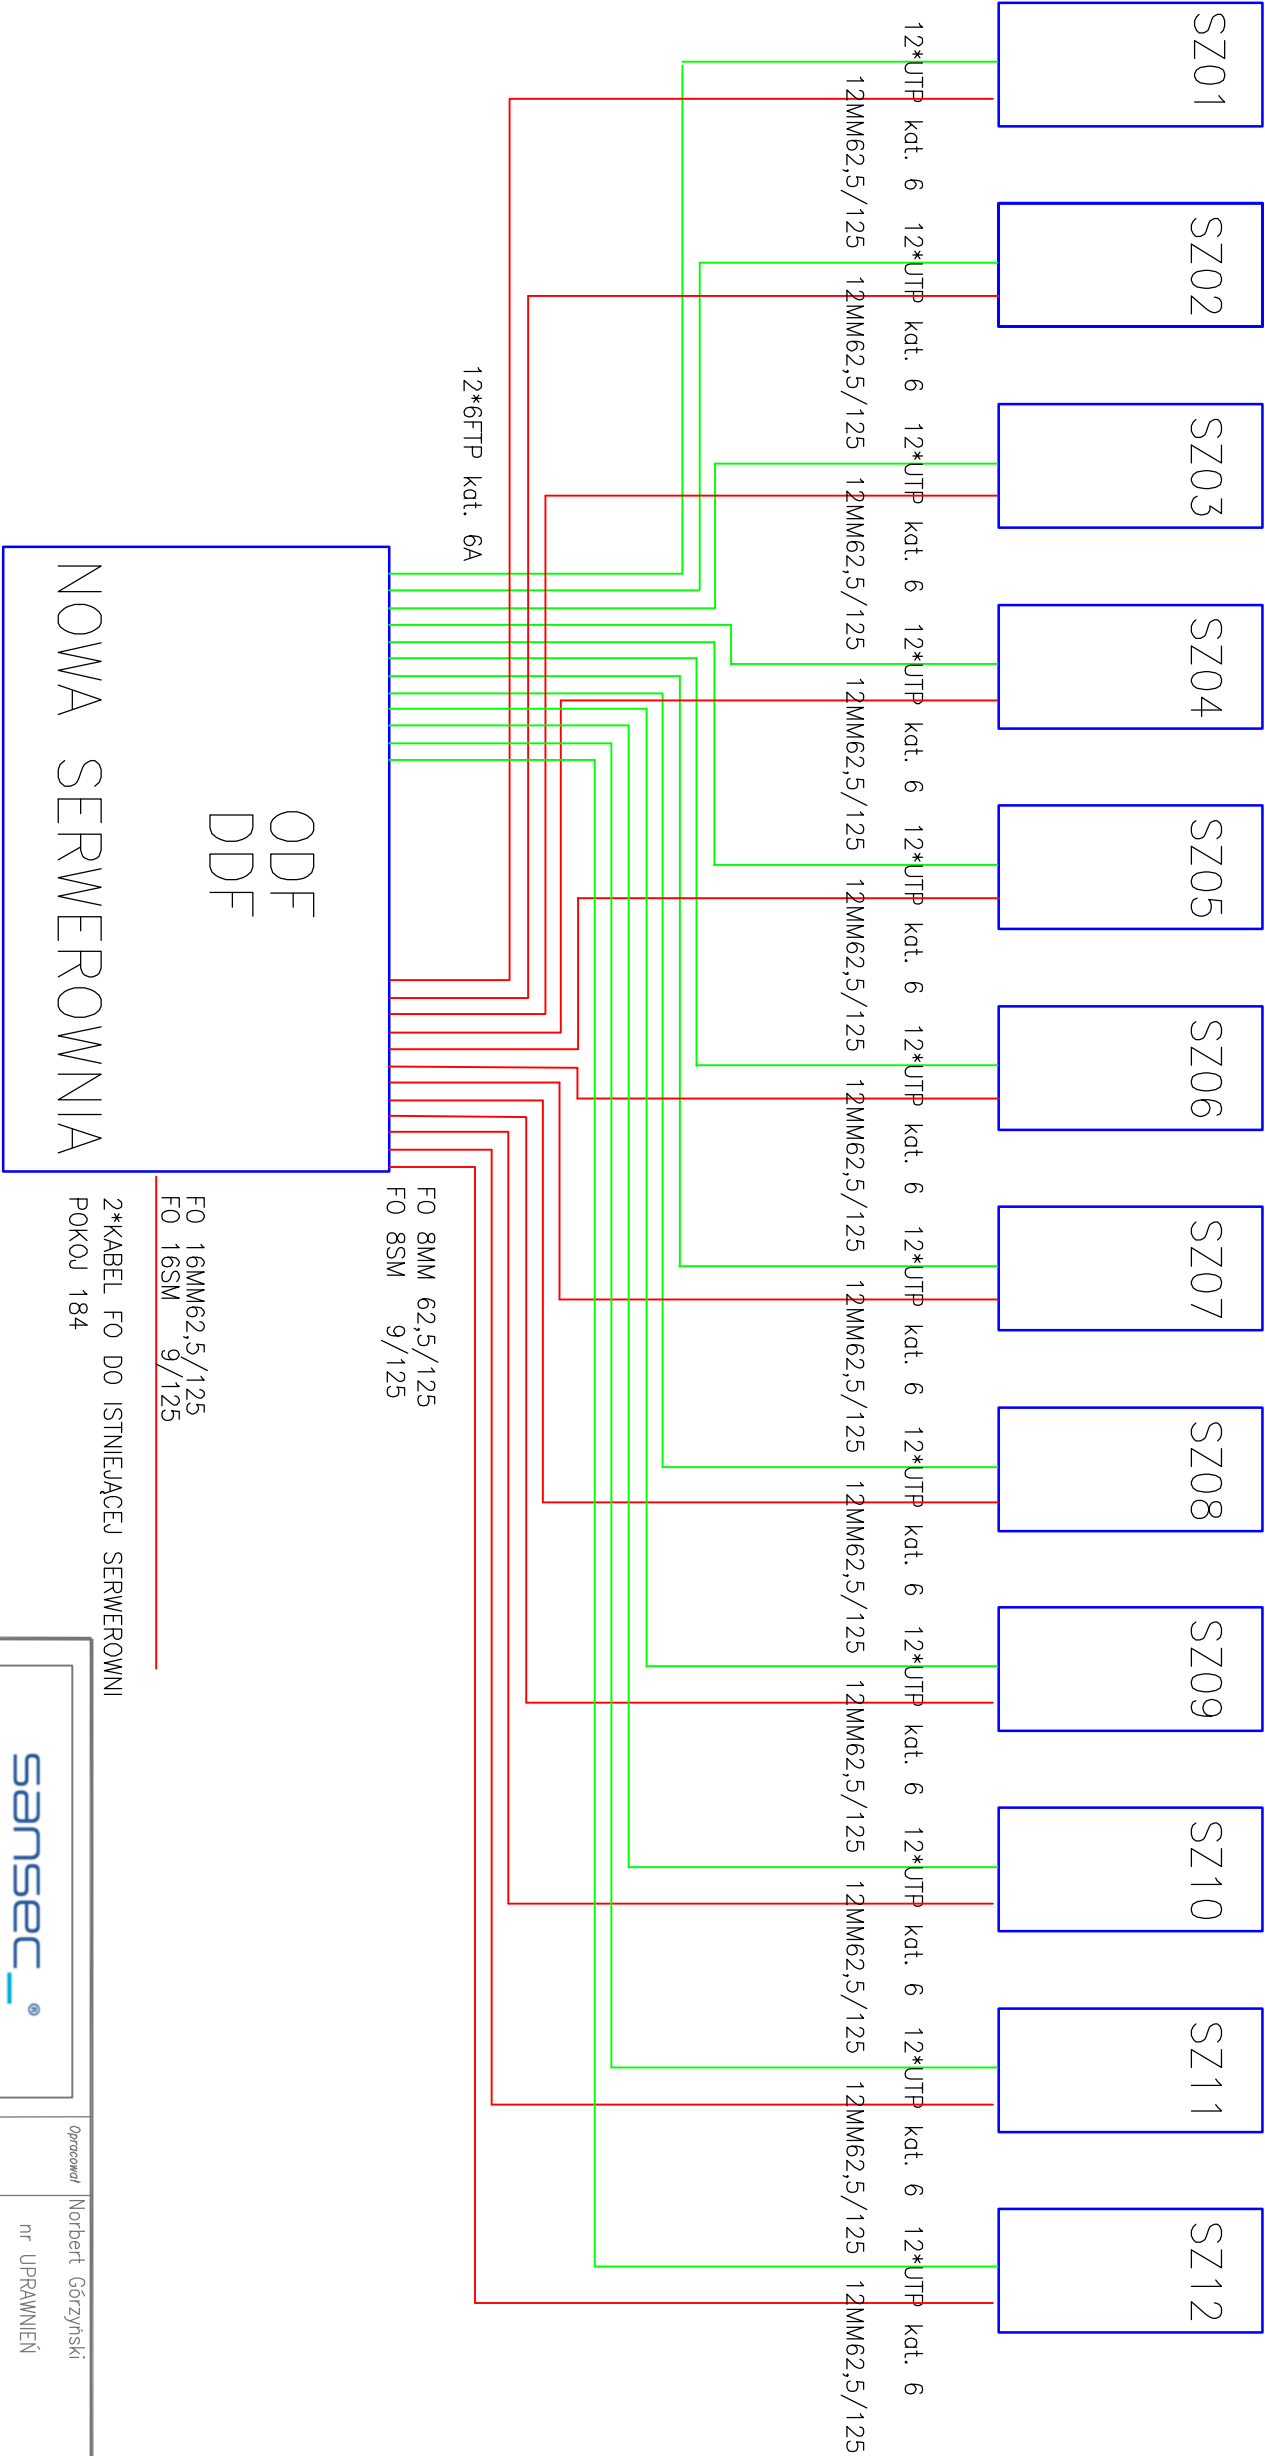 SZ01
SZ02
SZ03
SZ04
SZ05
SZ06
SZ07
SZ08
SZ09
SZ10
SZ11
SZ12
12*UTP kat. 6
12*UTP kat. 6
12*UTP kat. 6
12*UTP kat. 6
12*UTP kat. 6
12*UTP kat. 6
12*UTP kat. 6
12*UTP kat. 6
12*UTP kat. 6
12*UTP kat. 6
12*UTP kat. 6
12*UTP kat. 6
12MM62,5/125
12MM62,5/125
12MM62,5/125
12MM62,5/125
12MM62,5/125
12MM62,5/125
12MM62,5/125
12MM62,5/125
12MM62,5/125
12MM62,5/125
12MM62,5/125
12MM62,5/125
12*6FTP kat. 6A
FO 8MM 62,5/125
FO 8SM 9/125
ODF
DDF
NOWA SERWEROWNIA
FO 16MM62,5/125
FO 16SM 9/125
2*KABEL FO DO ISTNIEJĄCEJ SERWEROWNI
POKOJ 184
sansec_ ®
Opracował
Norbert Górzyński
nr UPRAWNIEŃ